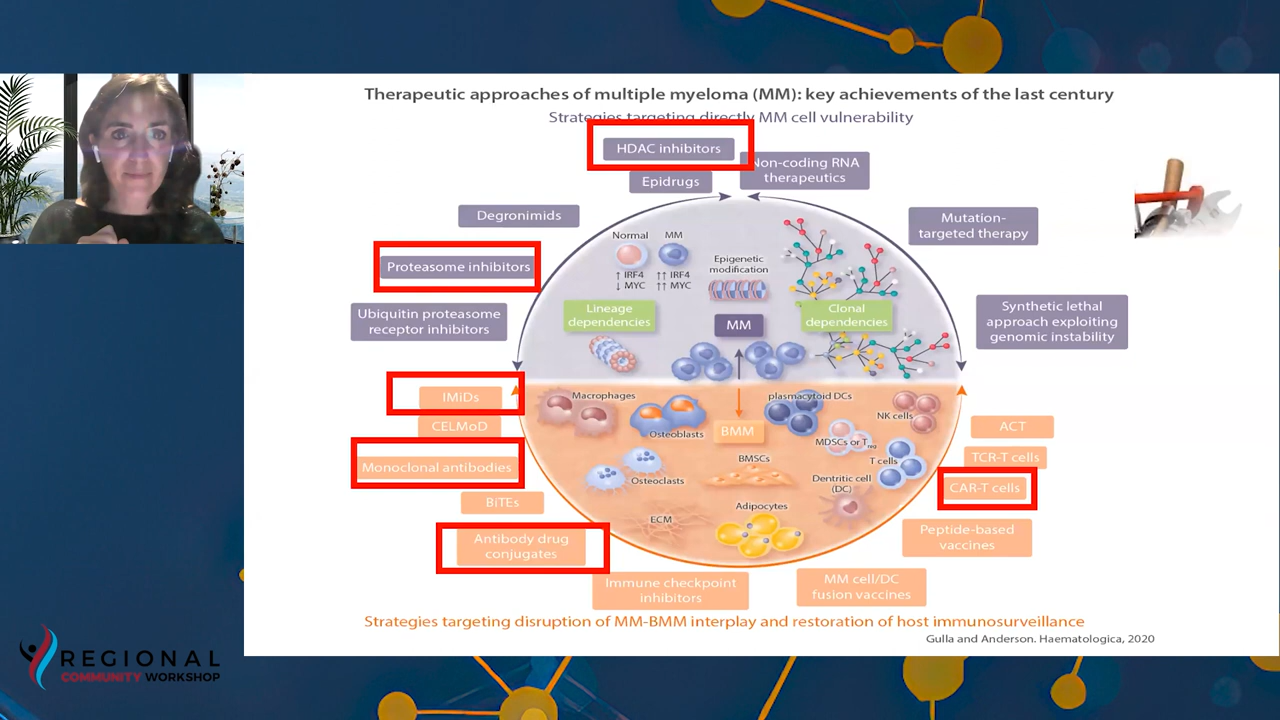 Therapeutic approaches of multiple myeloma (MM): key achievements of the last century
Strategies targeting directly MM cell vulnerability
HDAC inhibitors
Non-coding RNA
therapeutics
Epidrugs
Degronimids
Mutation-
targeted therapy
Proteasome inhibitors
Ubiquitin proteasome
receptor inhibitors
Synthetic lethal
approach exploiting
genomic instability
Normal
MM
↑ IRF4
↓ MYC
↑↑ IRF4
↑↑ MYC
Epigenetic
modification
Lineage
dependencies
MM
Clonal
dependencies
IMiDs
CELMoD
Monoclonal antibodies
BiTEs
Antibody drug
conjugates
Immune checkpoint
inhibitors
Macrophages
Osteoblasts
BMM
plasmacytoid DCs
NK cells
MDSCs or Treg
T cells
Osteoclasts
BMSCs
Dentritic cell
(DC)
ECM
Adipocytes
ACT
TCR-T cells
CAR-T cells
Peptide-based
vaccines
MM cell/DC
fusion vaccines
Strategies targeting disruption of MM-BMM interplay and restoration of host immunosurveillance
Gulla and Anderson. Haematologica, 2020
REGIONAL
COMMUNITY WORKSHOP